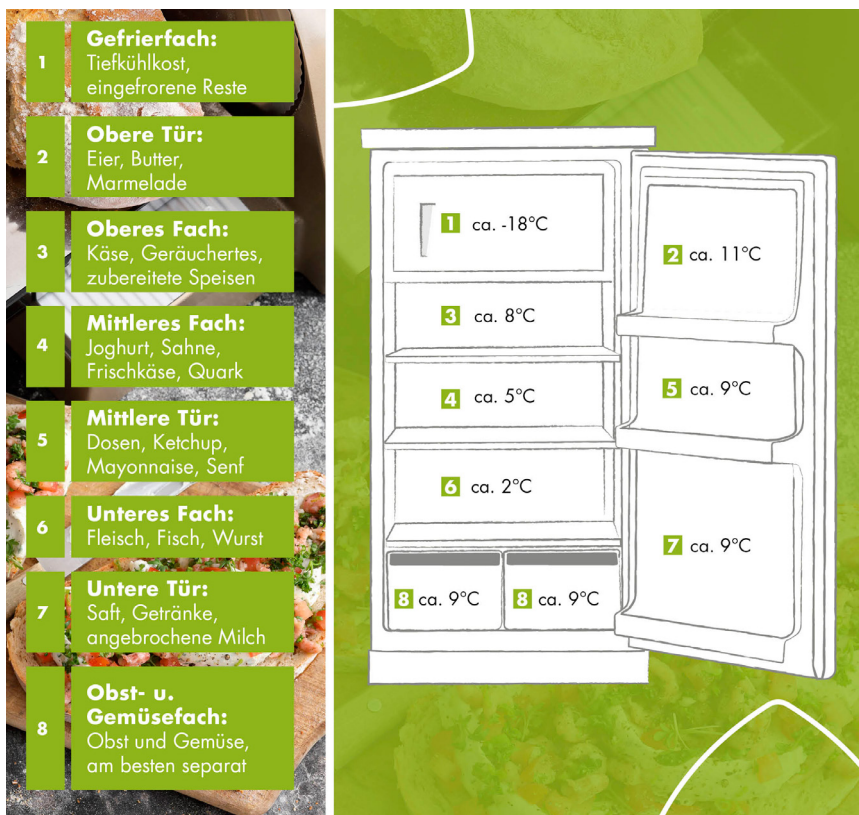 1
Gefrierfach:
Tiefkühlkost,
eingefrorene Reste
2
Obere Tür:
Eier, Butter,
Marmelade
3
Oberes Fach:
Käse, Geräuchertes,
zubereitete Speisen
4
Mittleres Fach:
Joghurt, Sahne,
Frischkäse, Quark
5
Mittlere Tür:
Dosen, Ketchup,
Mayonnaise, Senf
6
Unteres Fach:
Fleisch, Fisch, Wurst
7
Untere Tür:
Saft, Getränke,
angebrochene Milch
8
Obst- u.
Gemüsefach:
Obst und Gemüse,
am besten separat
1 ca. -18°C
2 ca. 11°C
3 ca. 8°C
4 ca. 5°C
5 ca. 9°C
6 ca. 2°C
7 ca. 9°C
8 ca. 9°C
8 ca. 9°C